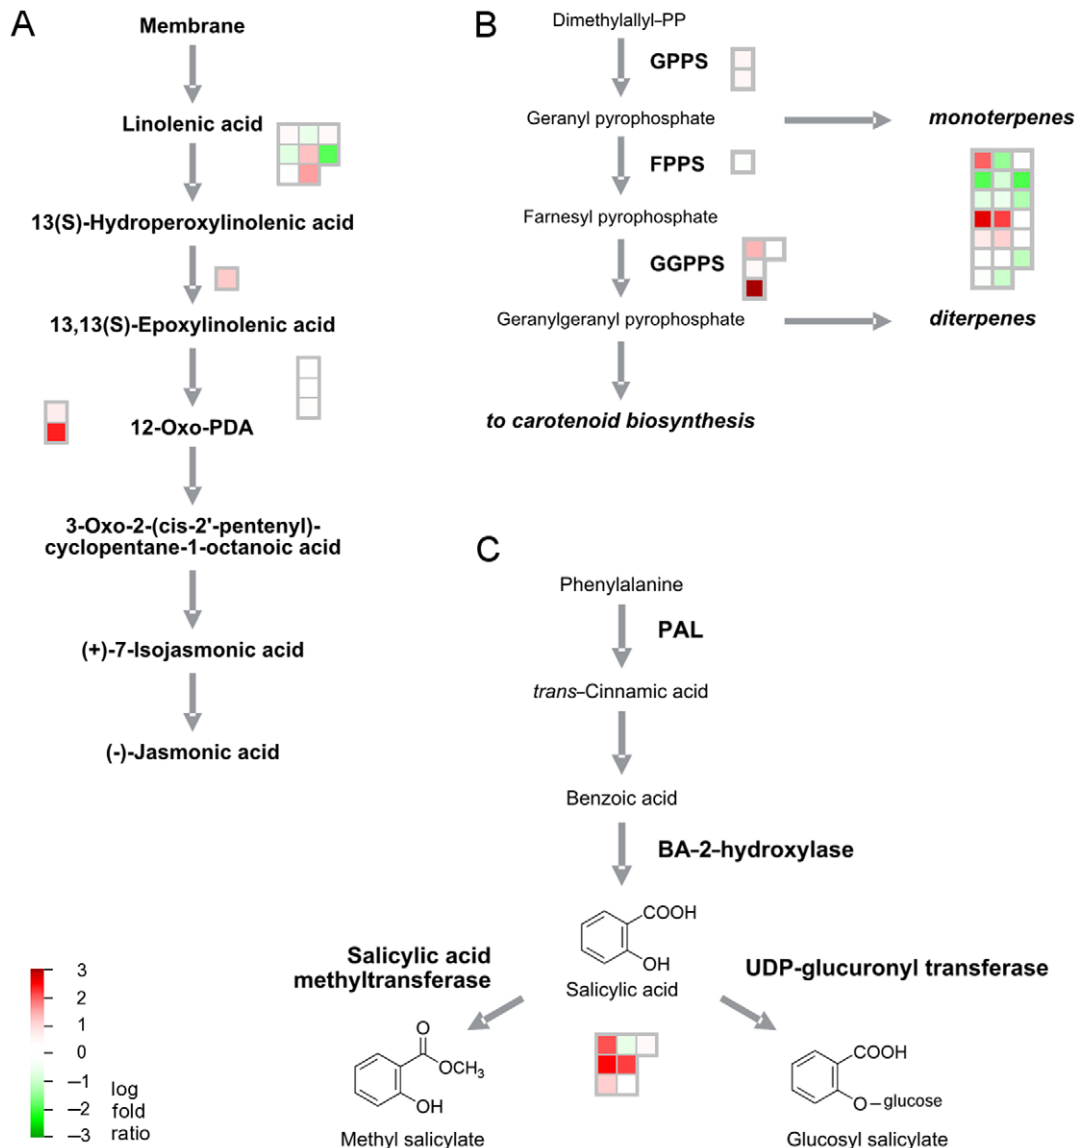 A
Membrane
Linolenic acid
13(S)-Hydroperoxylinolenic acid
13,13(S)-Epoxylinolenic acid
12-Oxo-PDA
3-Oxo-2-(cis-2'-pentenyl)-
cyclopentane-1-octanoic acid
(+)-7-Isojasmonic acid
(-)-Jasmonic acid
B
Dimethylallyl–PP
GPPS
Geranyl pyrophosphate
monoterpenes
FPPS
Farnesyl pyrophosphate
GGPPS
Geranylgeranyl pyrophosphate
diterpenes
to carotenoid biosynthesis
C
Phenylalanine
PAL
trans–Cinnamic acid
Benzoic acid
BA–2–hydroxylase
COOH
OH
Salicylic acid
Salicylic acid
methyltransferase
UDP-glucuronyl transferase
O
OCH3
OH
Methyl salicylate
COOH
O–glucose
Glucosyl salicylate
3
2
1
0
–1
–2
–3
log
fold
ratio